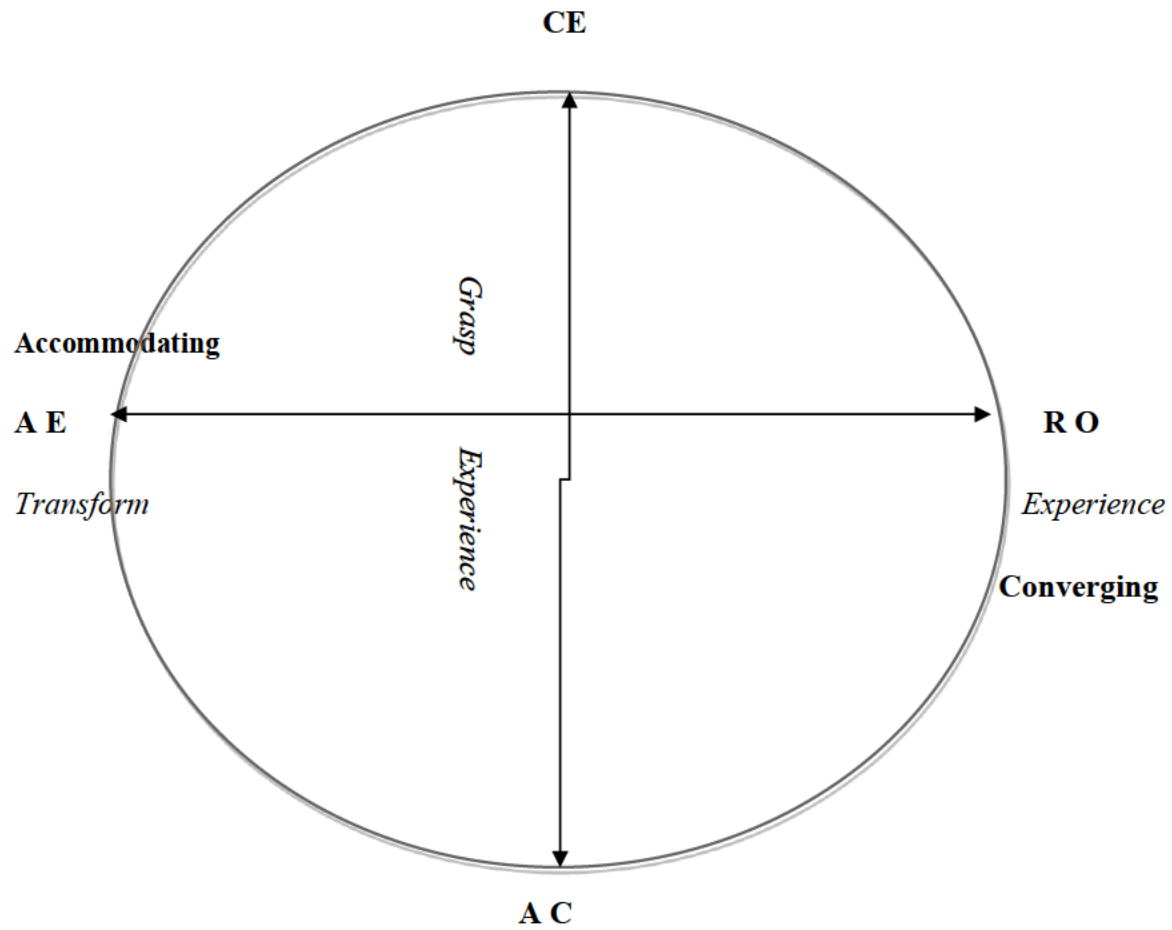 CE
Grasp
Accommodating
A E
R O
Experience
Transform
Experience
Converging
A C